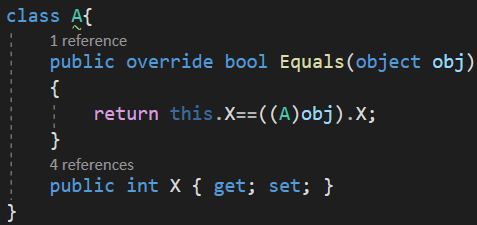 class A{
1 reference
public override bool Equals(object obj)
{
return this.X==((A)obj).X;
}
4 references
public int X { get; set; }
}